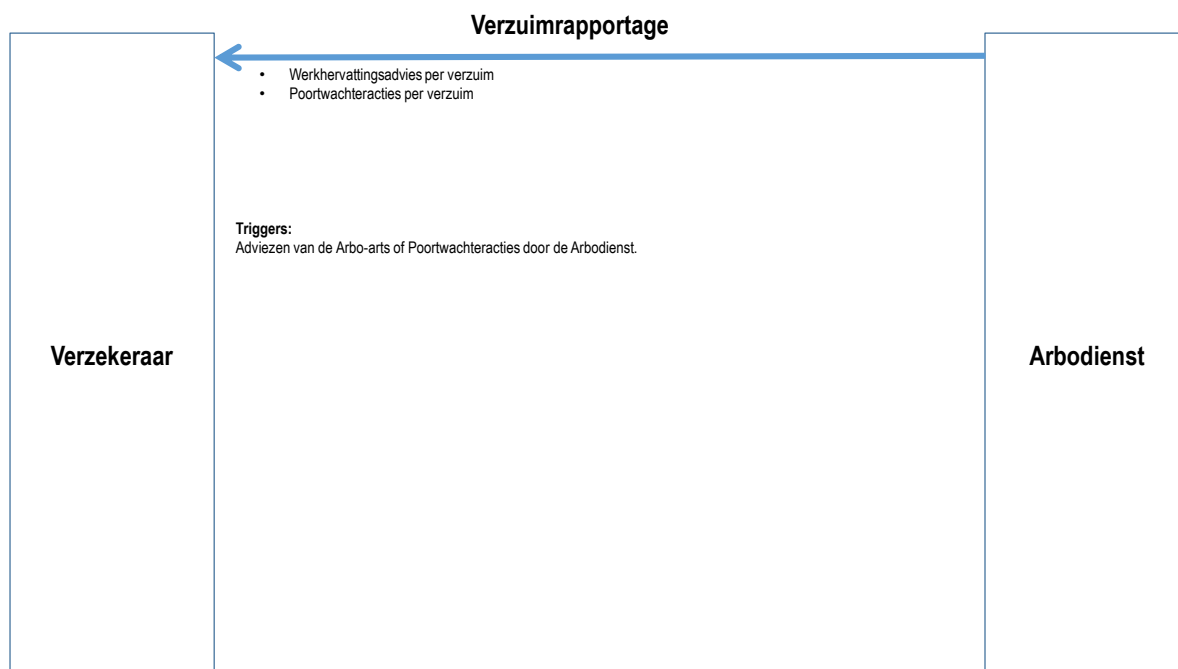 Verzuimrapportage
• Werkhervattingsadvies per verzuim
• Poortwachteracties per verzuim
Triggers:
Adviezen van de Arbo-arts of Poortwachteracties door de Arbodienst.
Verzekeraar
Arbodienst